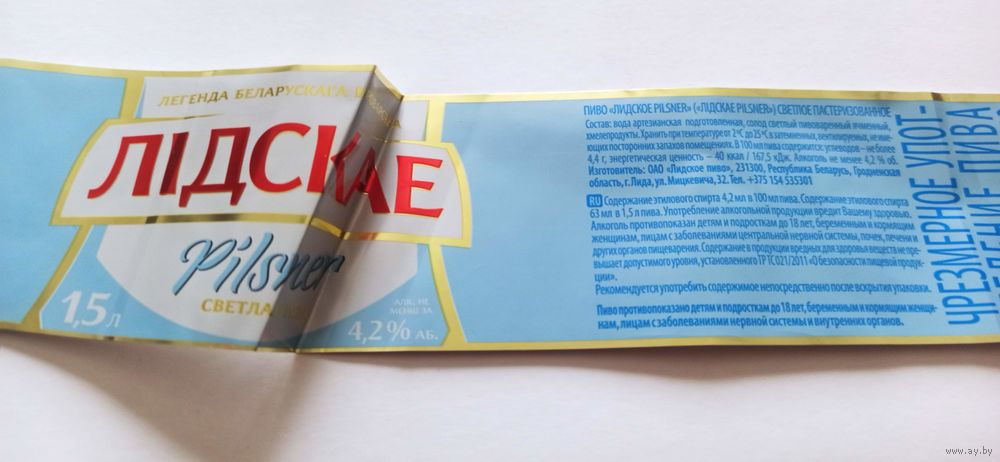 ЛЕГЕНДА БЕЛАРУСКАГА
ЛІДСКАЕ
Pilsner
СВЕТЛАЕ
1,5 л
АЛК. НЕ
МЕНШ ЗА
4,2% АБ.
ПИВО «ЛИДСКОЕ PILSNER» («ЛІДСКАЕ PILSNER») СВЕТЛОЕ ПАСТЕРИЗОВАННОЕ
Состав: вода артезианская подготовленная, солод светлый пивоваренный ячменный,
хмелепродукты. Хранить при температуре от 2°С до 25°С в затемненных, вентилируемых, не име-
ющих посторонних запахов помещениях. В 100 мл пива содержится: углеводов – не более
4,4 г, энергетическая ценность – 40 ккал / 167,5 кДж. Алкоголь не менее 4,2 % об.
Изготовитель: ОАО «Лидское пиво», 231300, Республика Беларусь, Гродненская
область, г. Лида, ул. Мицкевича, 32. Тел. +375 154 535301
RU Содержание этилового спирта 4,2 мл в 100 мл пива. Содержание этилового спирта
63 мл в 1,5 л пива. Употребление алкогольной продукции вредит Вашему здоровью.
Алкоголь противопоказан детям и подросткам до 18 лет, беременным и кормящим
женщинам, лицам с заболеваниями центральной нервной системы, почек, печени и
других органов пищеварения. Содержание в продукции вредных для здоровья веществ не пре-
вышает допустимого уровня, установленного ТР ТС 021/2011 «О безопасности пищевой продук-
ции».
Рекомендуется употребить содержимое непосредственно после вскрытия упаковки.
Пиво противопоказано детям и подросткам до 18 лет, беременным и кормящим женщи-
нам, лицам с заболеваниями нервной системы и внутренних органов.
ЧРЕЗМЕРНОЕ УПОТ-
ПИВА
www.ay.by